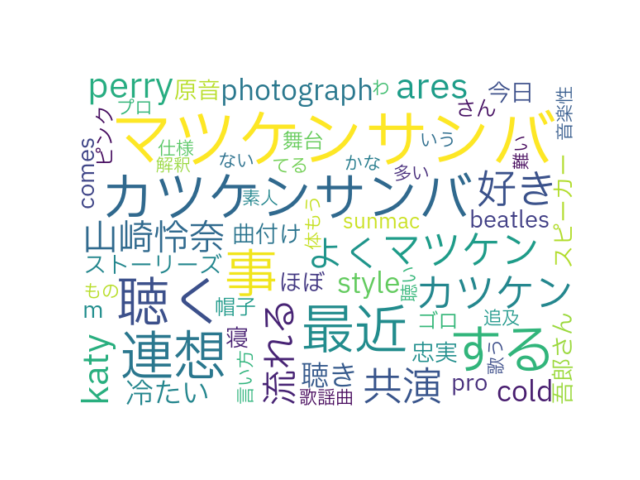 perry
原音
photograph
わ
ares
今日
プロ
さん
音楽性
ピンク
マツケンサンバ
comes
仕様
舞台
いう
難い
解釈
ない
てる
かな
多い
カツケンサンバ
素人
好き
スピーカー
山崎怜奈
曲付け
体もう
sunmac
beatles
ストーリーズ
事
よく
マツケン
もの
聴く
ほぼ
style
聴い
カツケン
m
帽子
流れる
最近
ゴロ
追及
する
katy
連想
寝
忠実
歌う
吾郎さん
冷たい
言い方
聴き
歌謡曲
共演
pro
cold